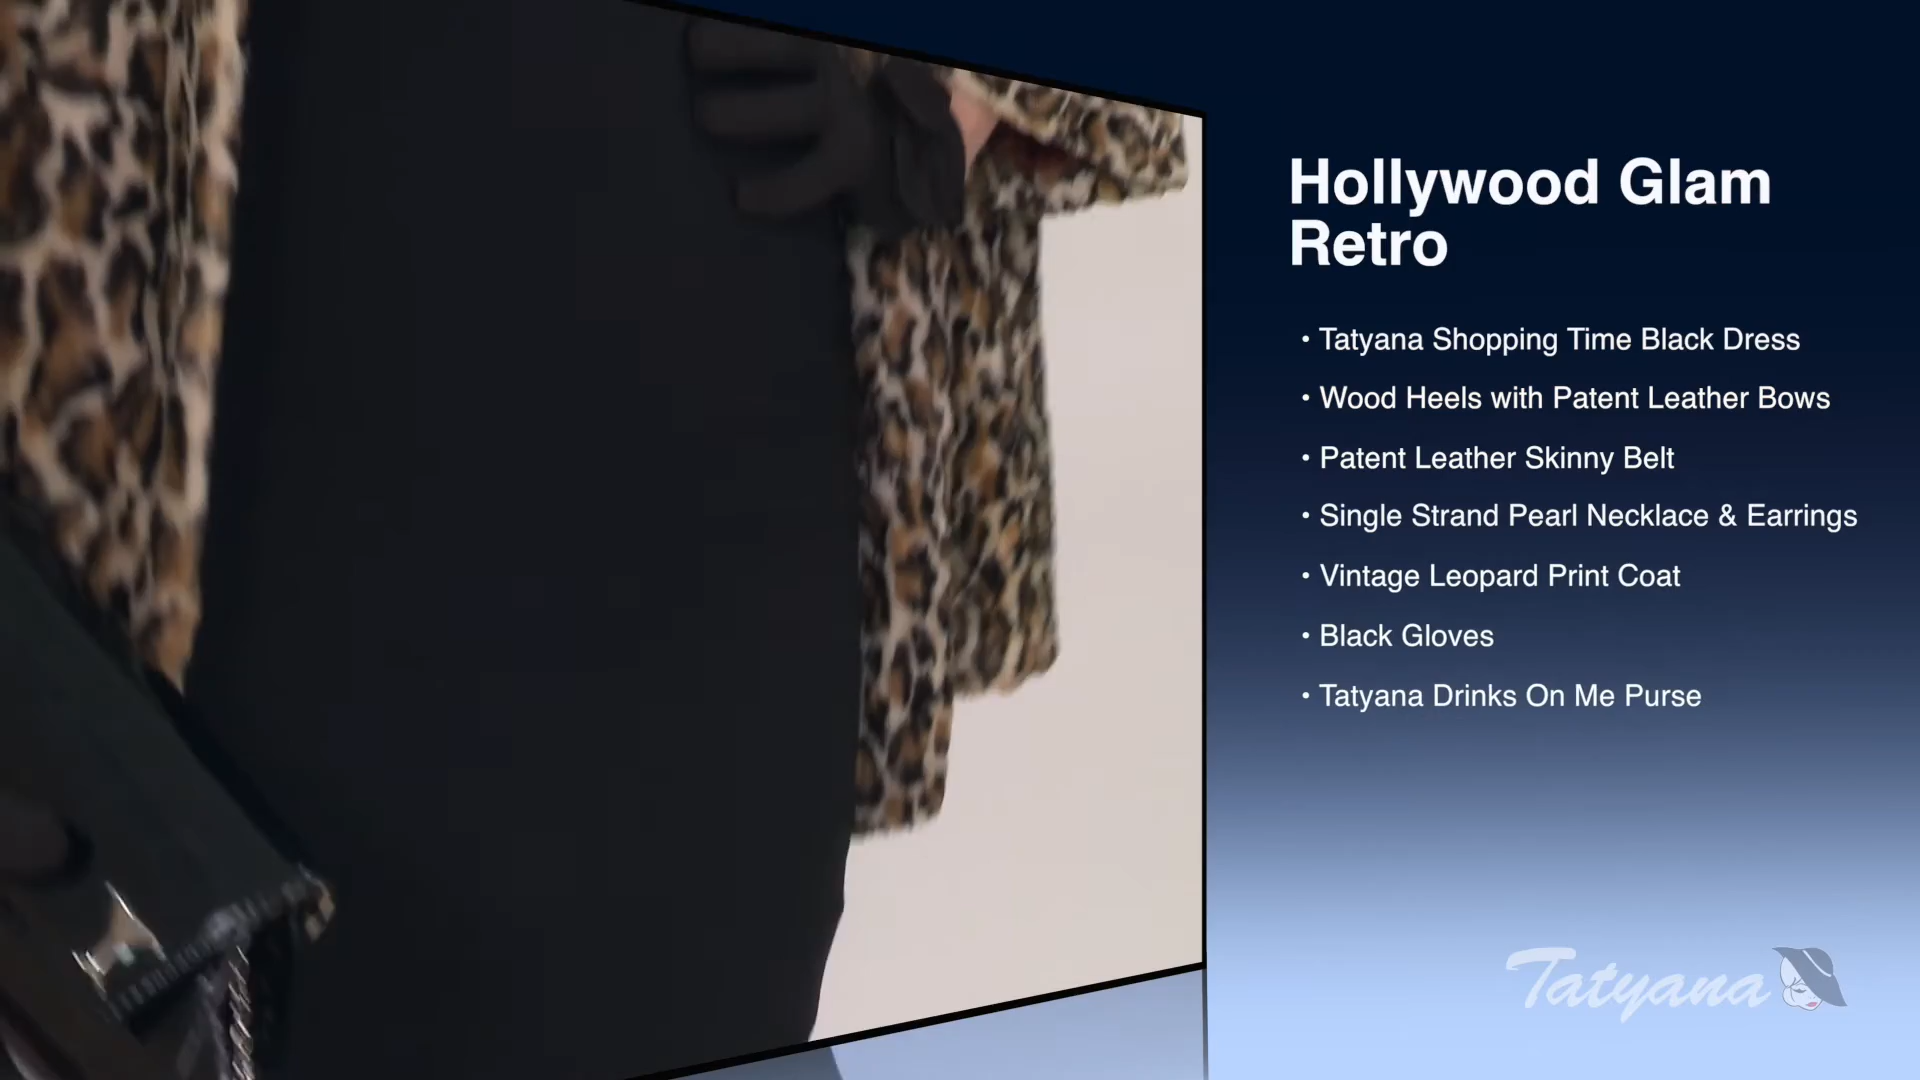 Hollywood Glam
Retro
• Tatyana Shopping Time Black Dress
• Wood Heels with Patent Leather Bows
• Patent Leather Skinny Belt
• Single Strand Pearl Necklace & Earrings
• Vintage Leopard Print Coat
• Black Gloves
• Tatyana Drinks On Me Purse
Tatyana